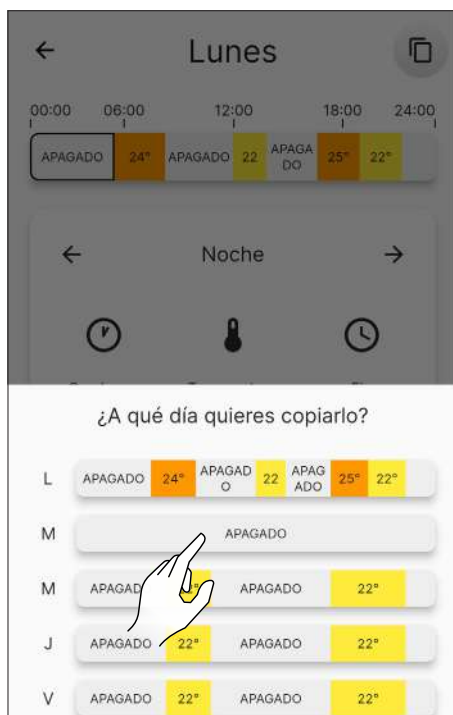 Lunes
00:00 06:00 12:00 18:00 24:00
APAGADO 24° APAGADO 22 APAGA
DO 25° 22°
Noche
¿A qué día quieres copiarlo?
L APAGADO 24° APAGAD
O 22 APAG
ADO 25° 22°
M APAGADO
M 22° APAGADO 22°
J APAGADO 22° APAGADO 22°
V APAGADO 22° APAGADO 22°